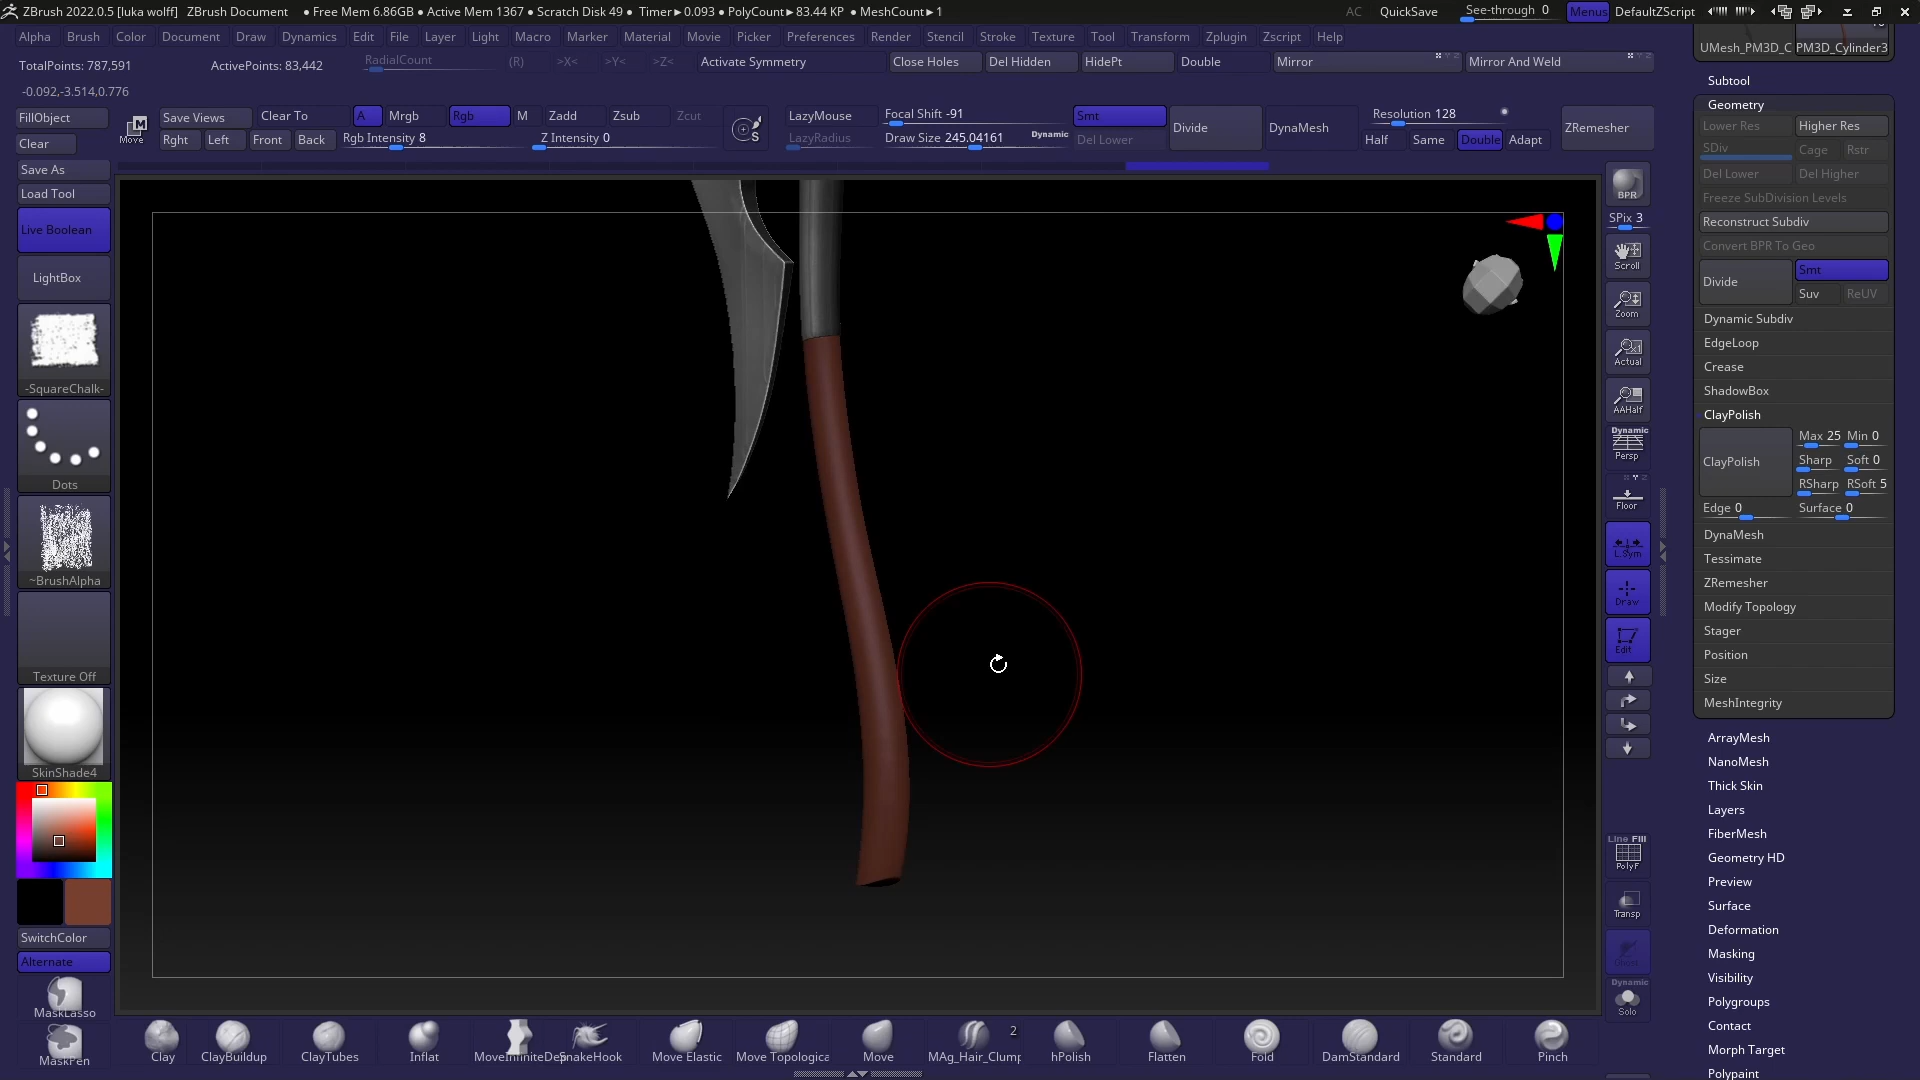 ZBrush 2022.0.5 [luka wolff] ZBrush Document ● Free Mem 6.86GB ● Active Mem 1367 ● Scratch Disk 49 ● Timer►0.093 ● PolyCount►83.44 KP ● MeshCount►1 AC QuickSave See-through 0 Menus DefaultZScript
Alpha Brush Color Document Draw Dynamics Edit File Layer Light Macro Marker Material Movie Picker Preferences Render Stencil Stroke Texture Tool Transform Zplugin Zscript Help
TotalPoints: 787,591 ActivePoints: 83,442 RadialCount (R) >X< >Y< >Z< Activate Symmetry Close Holes Del Hidden HidePt Double Mirror Mirror And Weld
-0.092,-3.514,0.776
FillObject Save Views Clear To A Mrgb Rgb M Zadd Zsub Zcut LazyMouse Focal Shift -91 Smt Divide DynaMesh Resolution 128 ZRemesher
Clear Move Rght Left Front Back Rgb Intensity 8 Z Intensity 0 LazyRadius Draw Size 245.04161 Dynamic Del Lower Half Same Double Adapt
Save As
Load Tool
Live Boolean
LightBox
-SquareChalk-
Dots
~BrushAlpha
Texture Off
SkinShade4
SwitchColor
Alternate
MaskLasso
MaskPen
Clay ClayBuildup ClayTubes Inflat MoveInfiniteDep SnakeHook Move Elastic Move Topologica Move MAg_Hair_Clump 2 hPolish Flatten Fold DamStandard Standard Pinch
BPR
SPix 3
Scroll
Zoom
Actual
AAHalf
Dynamic
Persp
Floor
L.Sym
Draw
Edit
Line Fill
PolyF
Transp
Ghost
Dynamic
Solo
UMesh_PM3D_C PM3D_Cylinder3
Subtool
Geometry
Lower Res Higher Res
SDiv Cage Rstr
Del Lower Del Higher
Freeze SubDivision Levels
Reconstruct Subdiv
Convert BPR To Geo
Divide Smt
Suv ReUV
Dynamic Subdiv
EdgeLoop
Crease
ShadowBox
ClayPolish
ClayPolish Max 25 Min 0
Sharp Soft 0
RSharp RSoft 5
Edge 0 Surface 0
DynaMesh
Tessimate
ZRemesher
Modify Topology
Stager
Position
Size
MeshIntegrity
ArrayMesh
NanoMesh
Thick Skin
Layers
FiberMesh
Geometry HD
Preview
Surface
Deformation
Masking
Visibility
Polygroups
Contact
Morph Target
Polypaint